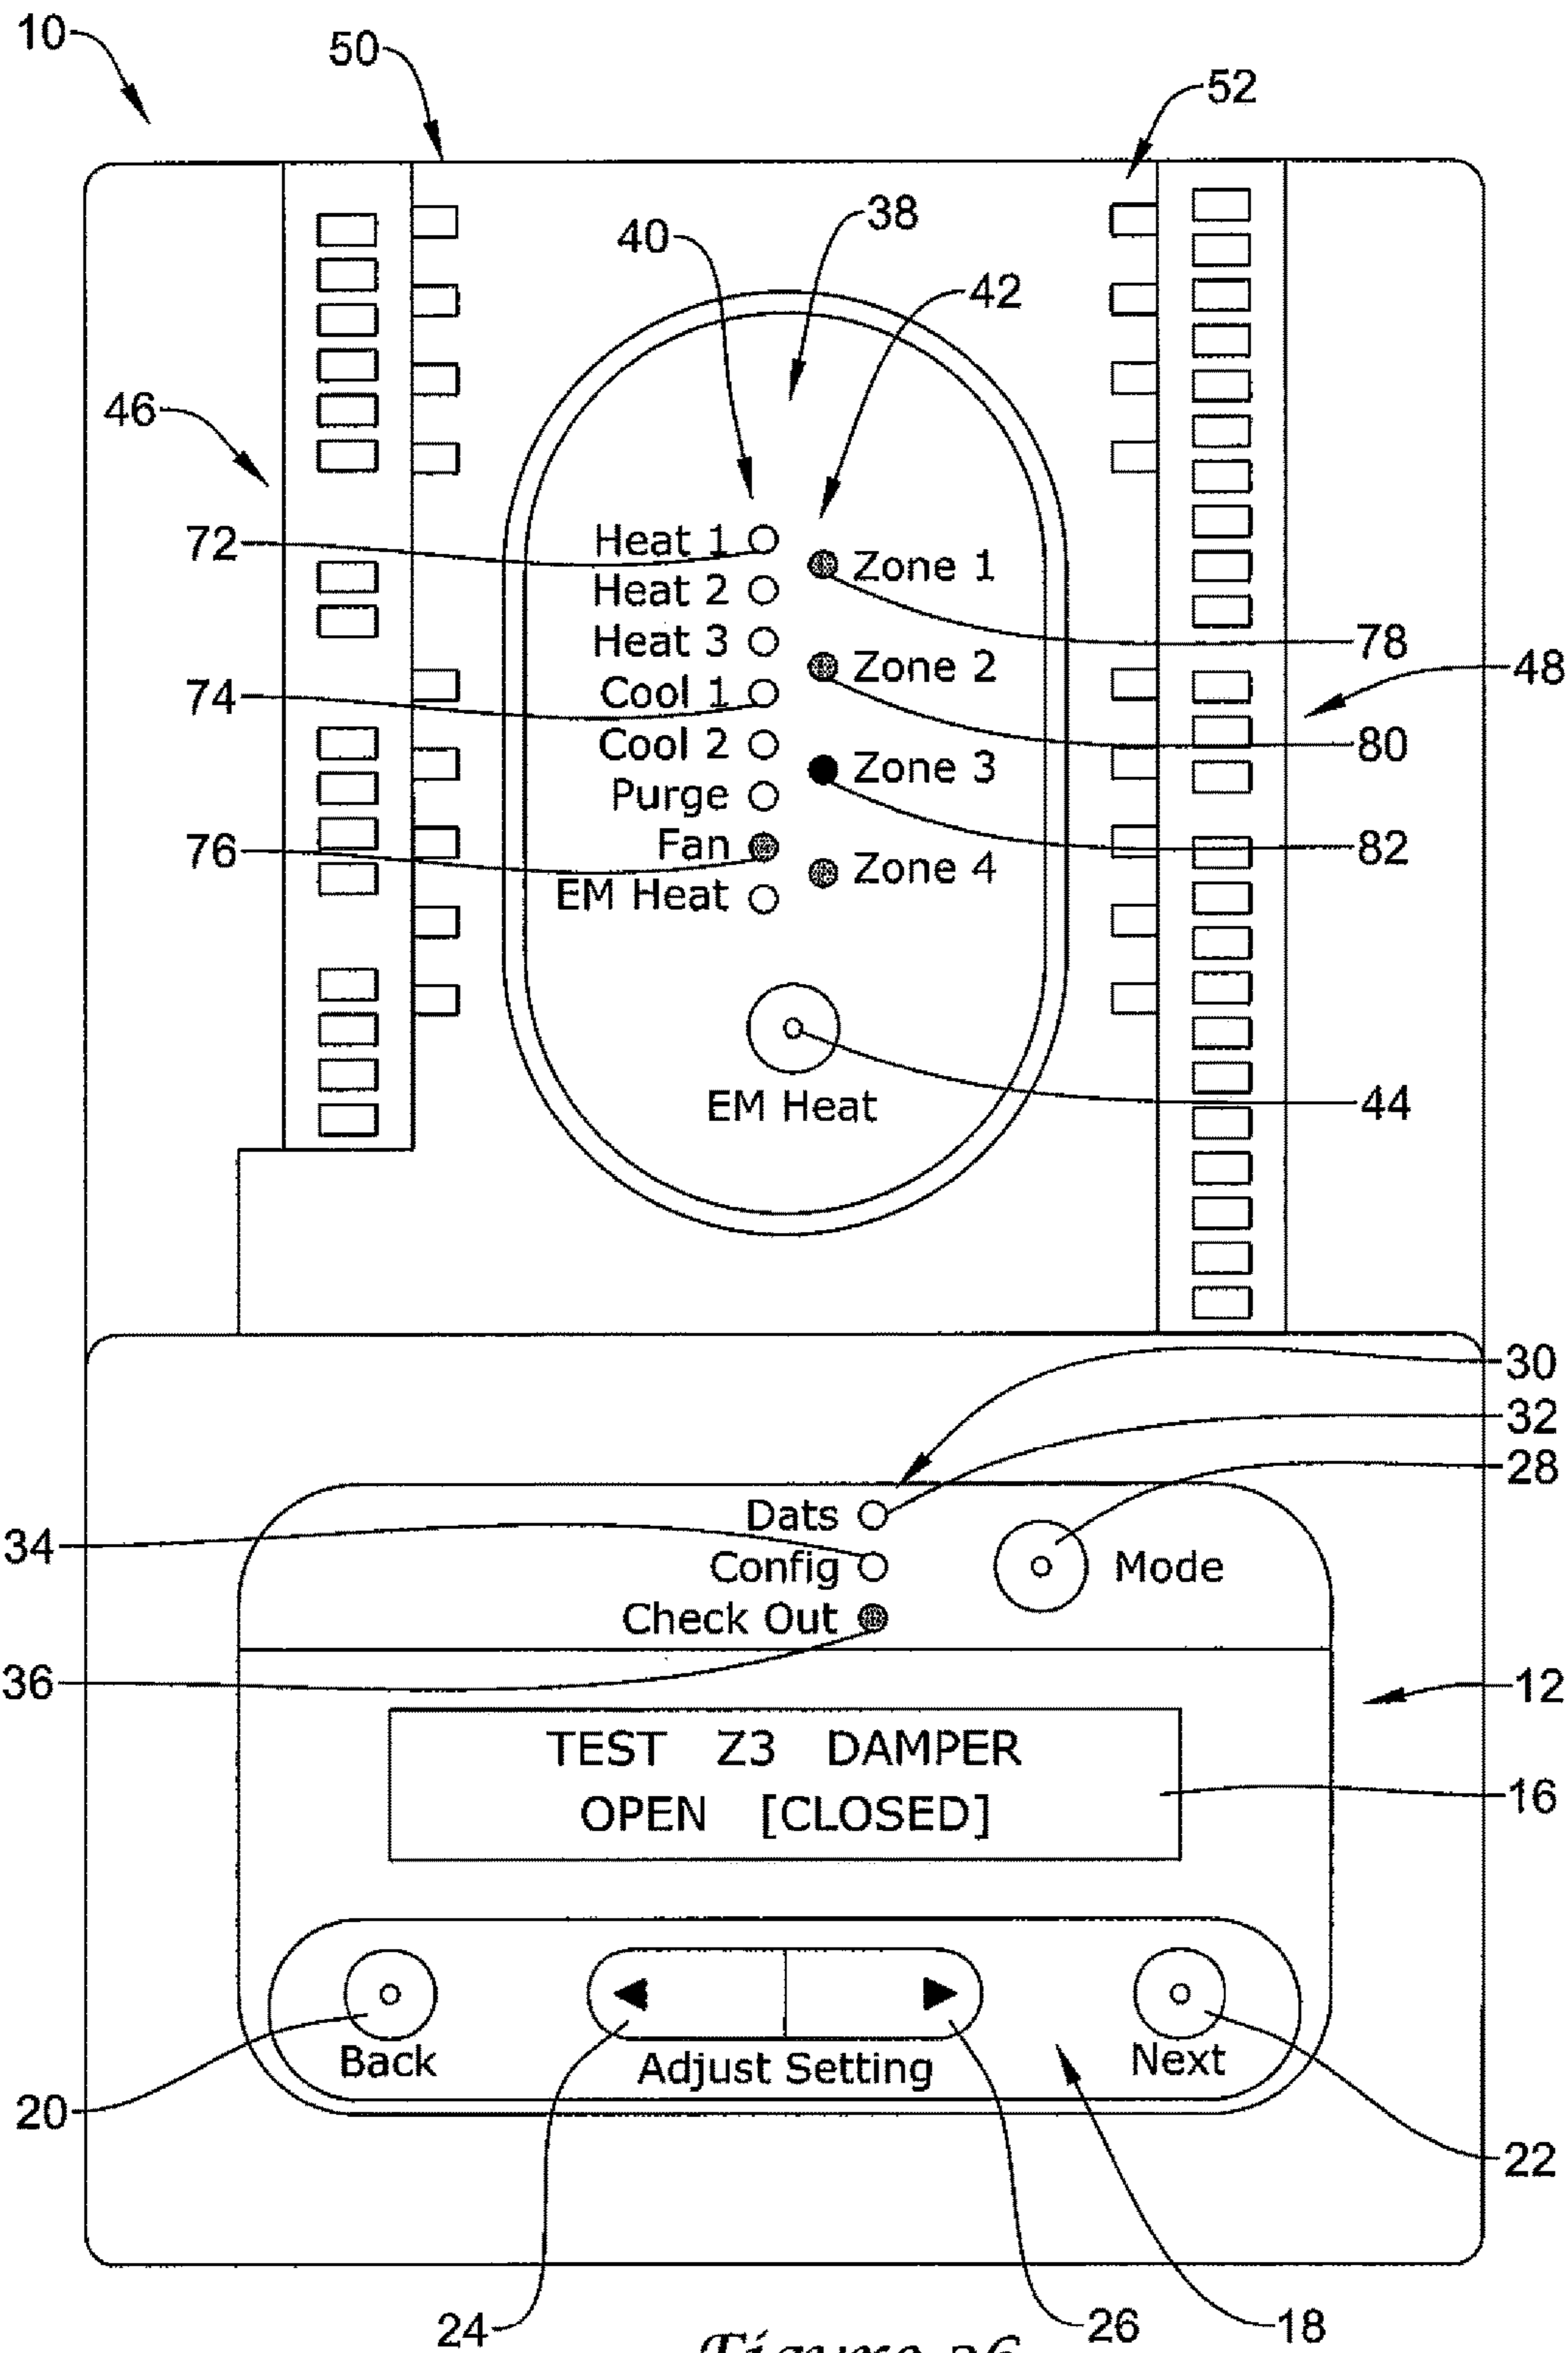 10
50
52
38
40
42
46
72
Heat 1
Zone 1
Heat 2
78
Heat 3
Zone 2
48
74
Cool 1
80
Cool 2
Zone 3
Purge
76
Fan
82
Zone 4
EM Heat
EM Heat
44
30
32
28
Dats
34
Config
Mode
Check Out
36
12
TEST Z3 DAMPER
OPEN [CLOSED]
16
Back
Adjust Setting
Next
20
22
24
26
18